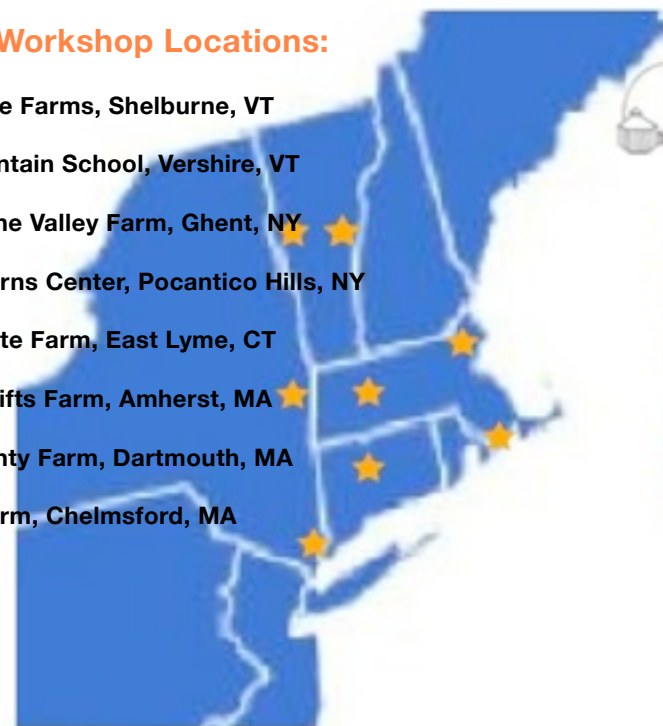 Workshop Locations:
e Farms, Shelburne, VT
ntain School, Vershire, VT
ne Valley Farm, Ghent, NY
rns Center, Pocantico Hills, NY
te Farm, East Lyme, CT
ifts Farm, Amherst, MA
nty Farm, Dartmouth, MA
rm, Chelmsford, MA